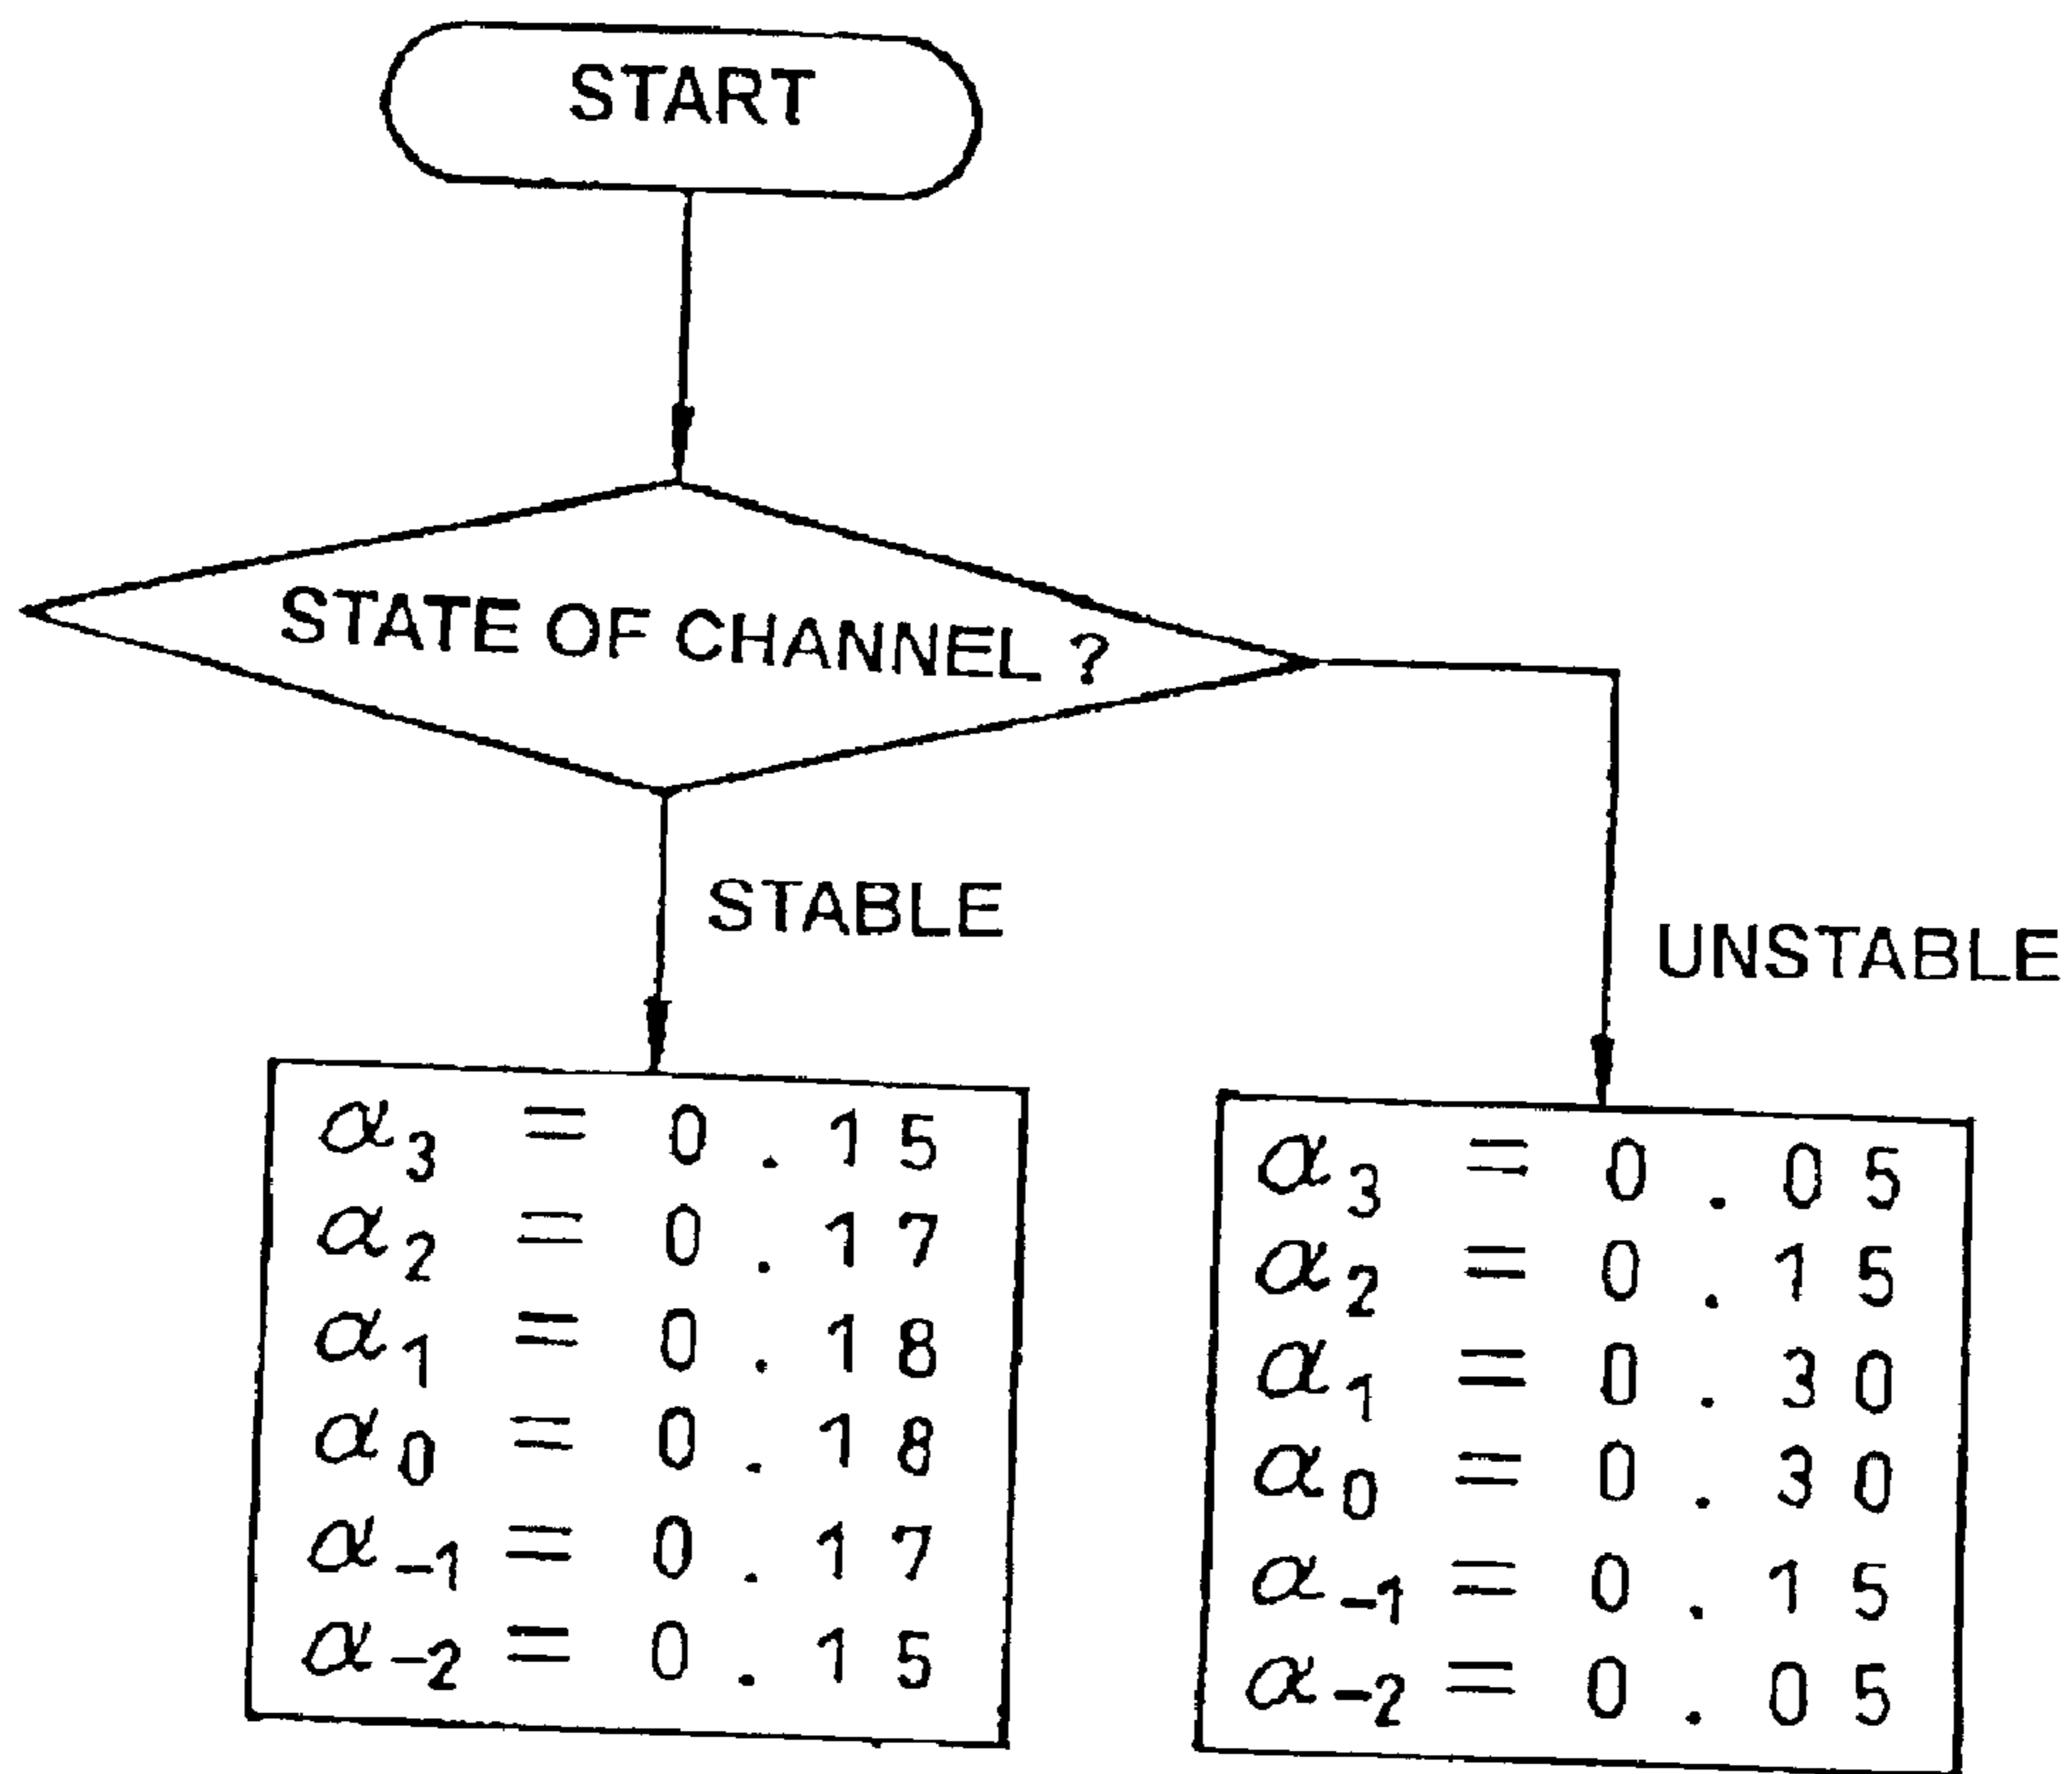 START
STATE OF CHANNEL ?
STABLE
UNSTABLE
α₃ = 0.15
α₂ = 0.17
α₁ = 0.18
α₀ = 0.18
α₋₁ = 0.17
α₋₂ = 0.15
α₃ = 0.05
α₂ = 0.15
α₁ = 0.30
α₀ = 0.30
α₋₁ = 0.15
α₋₂ = 0.05